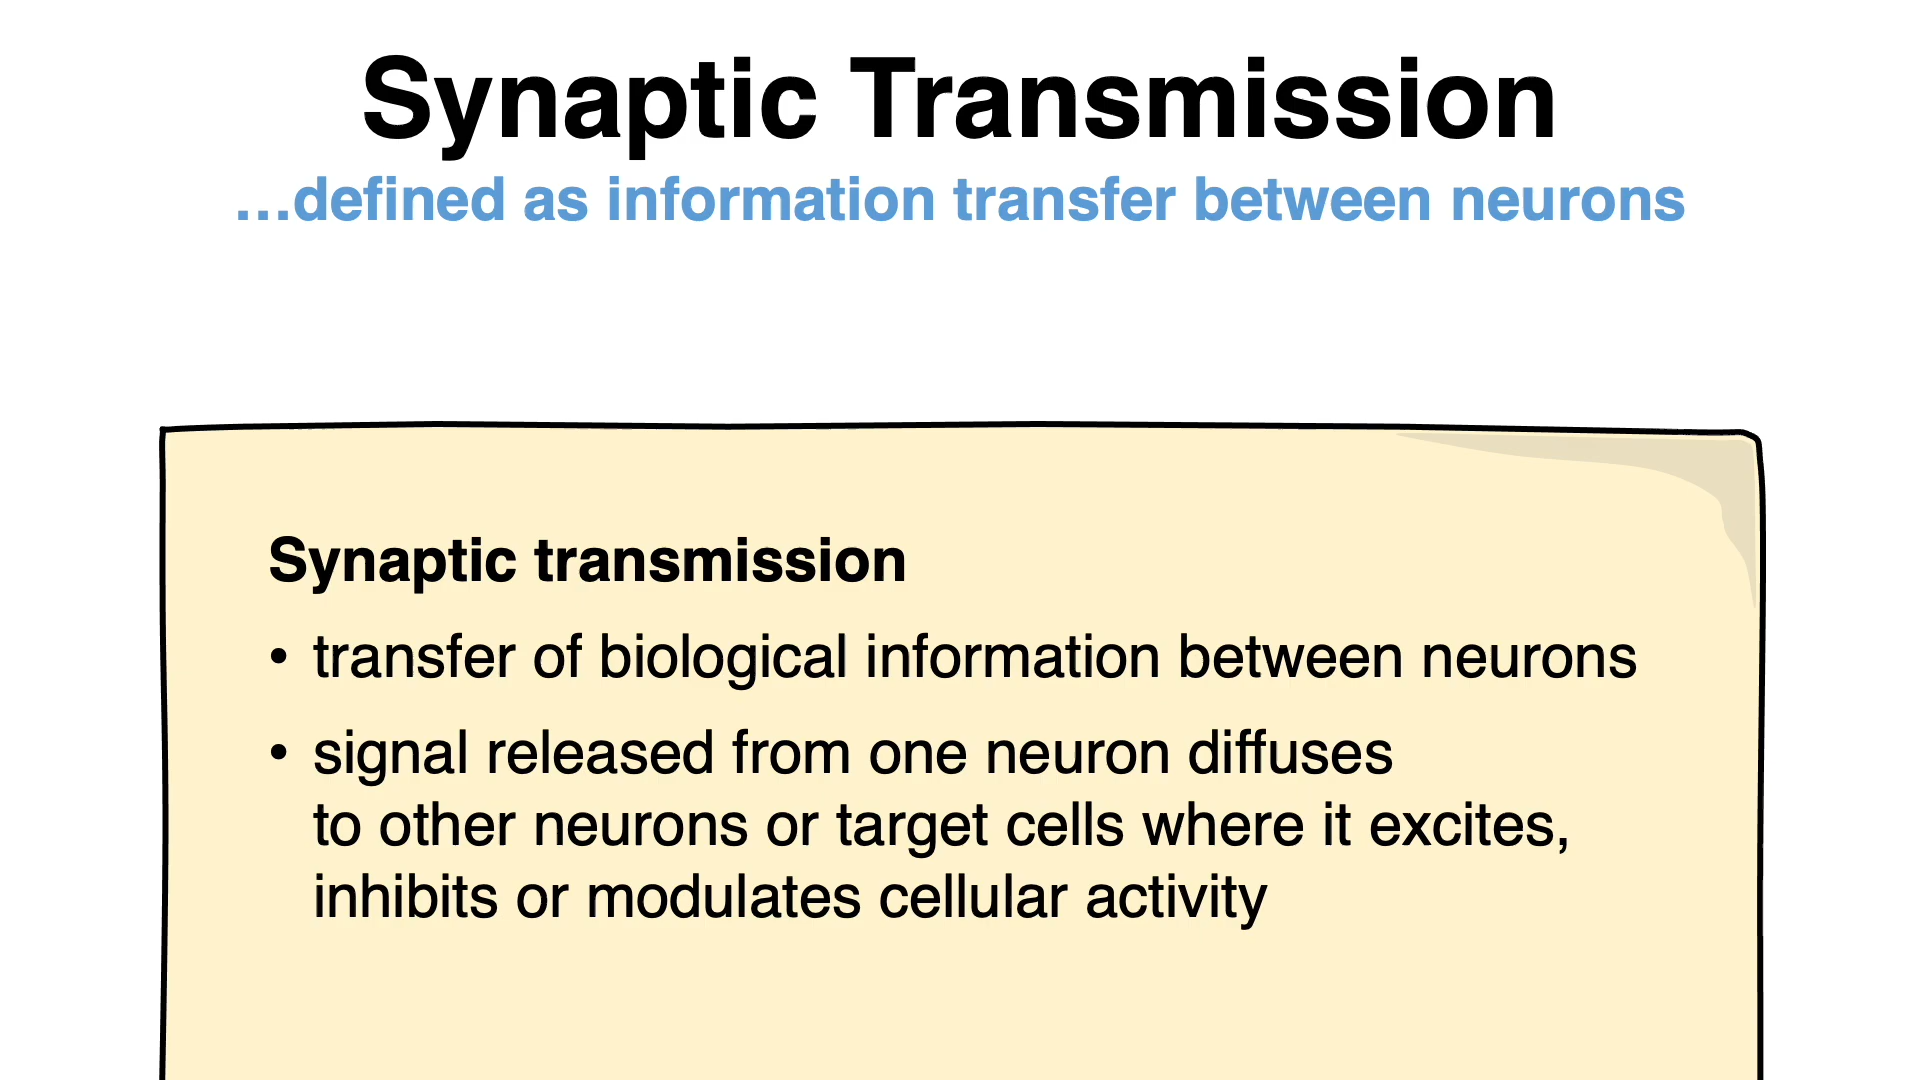 Synaptic Transmission
…defined as information transfer between neurons
Synaptic transmission
• transfer of biological information between neurons
• signal released from one neuron diffuses
to other neurons or target cells where it excites,
inhibits or modulates cellular activity